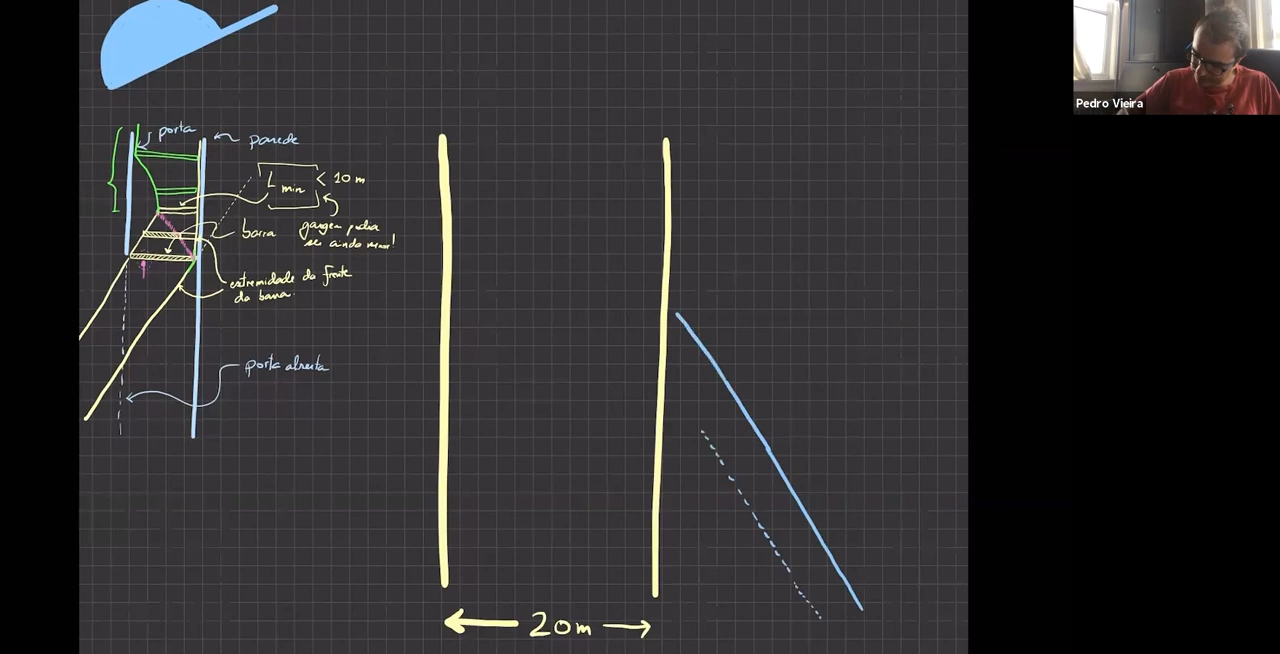 Pedro Vieira
porta
parede
L min < 10 m
barra
garagem podia
ser ainda menor!
extremidade da frente
da barra
porta aberta
20m